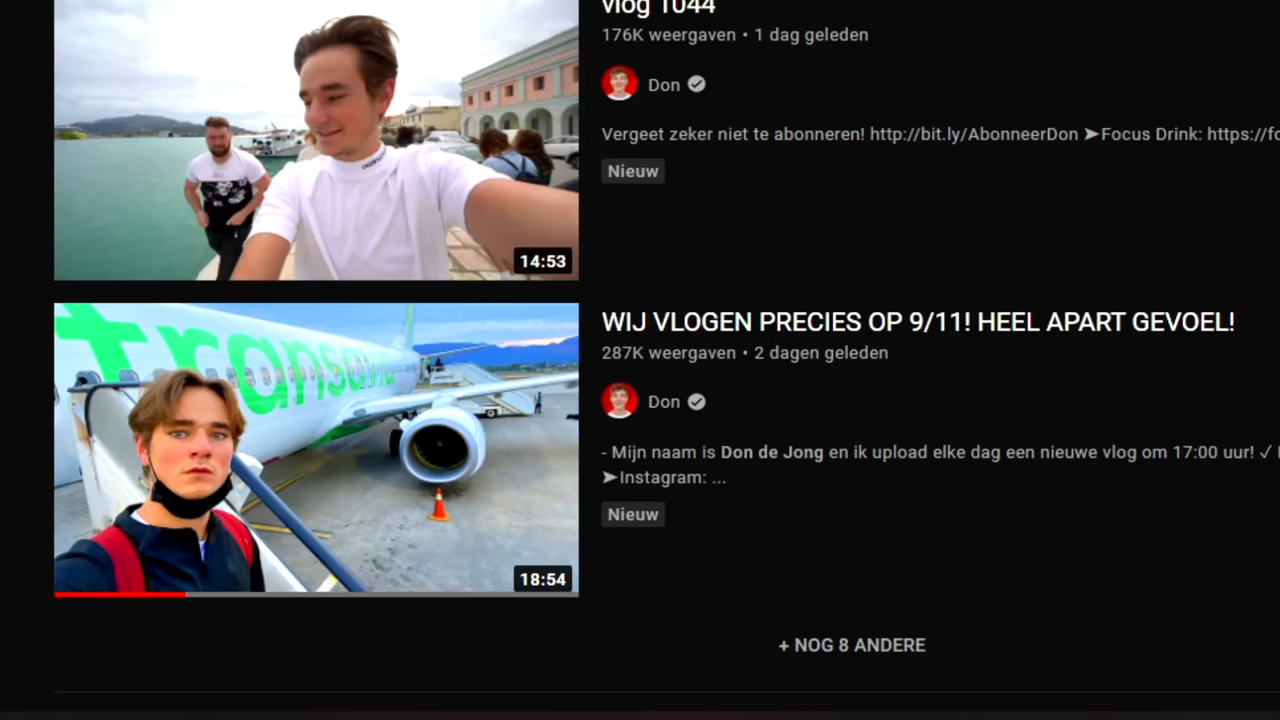 vlog 1044
176K weergaven • 1 dag geleden
Don
Vergeet zeker niet te abonneren! http://bit.ly/AbonneerDon ➤Focus Drink: https://fo
Nieuw
14:53
transavia
WIJ VLOGEN PRECIES OP 9/11! HEEL APART GEVOEL!
287K weergaven • 2 dagen geleden
Don
- Mijn naam is Don de Jong en ik upload elke dag een nieuwe vlog om 17:00 uur! ✓
➤Instagram: ...
Nieuw
18:54
+ NOG 8 ANDERE